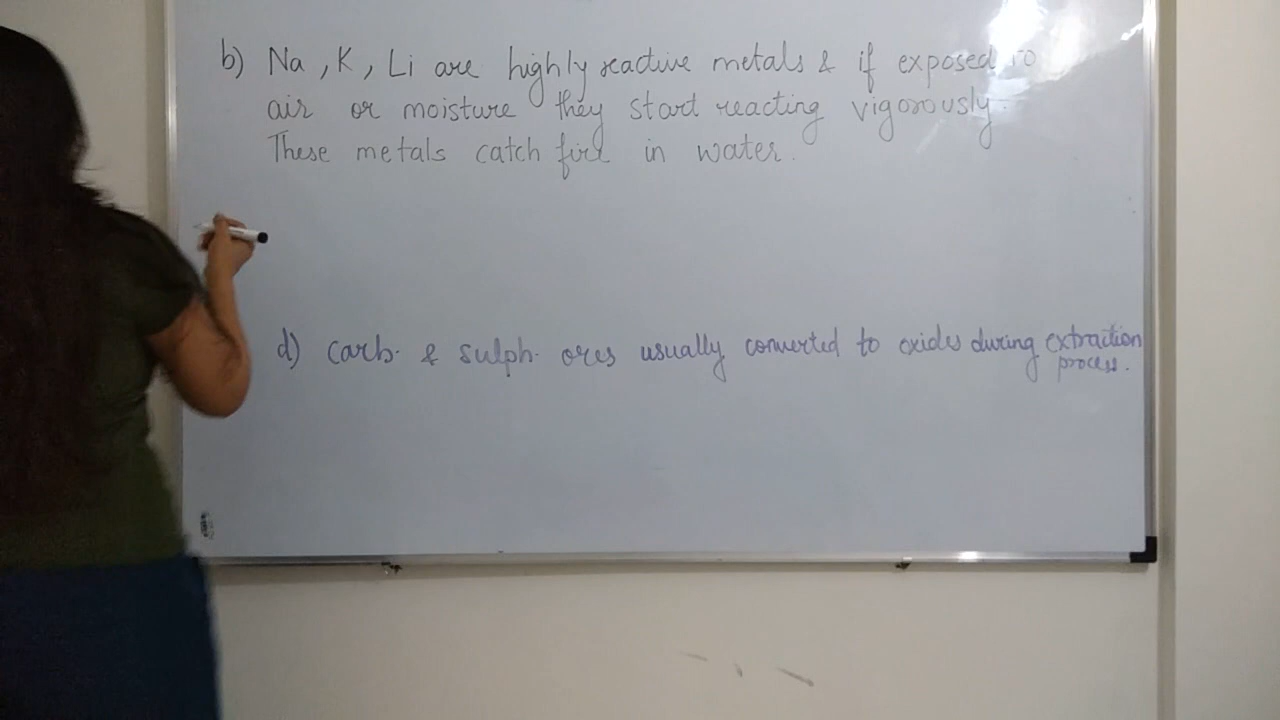 b) Na, K, Li are highly reactive metals & if exposed to
air or moisture they start reacting vigorously.
These metals catch fire in water.
d) Carb. & Sulph. ores usually converted to oxides during extraction
process.